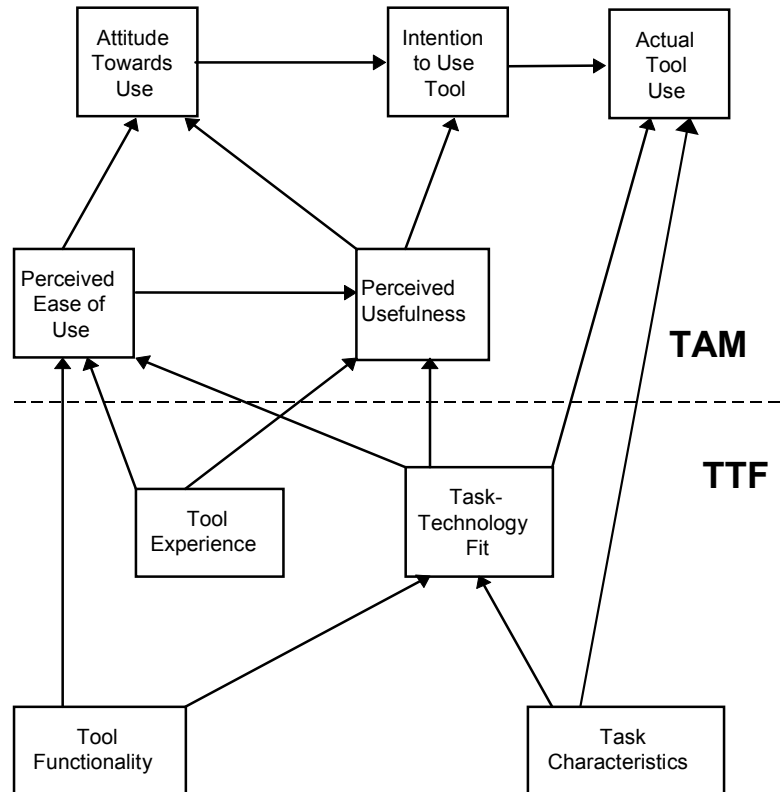 Attitude
Towards
Use
Intention
to Use
Tool
Actual
Tool
Use
Perceived
Ease of
Use
Perceived
Usefulness
TAM
TTF
Tool
Experience
Task-
Technology
Fit
Tool
Functionality
Task
Characteristics